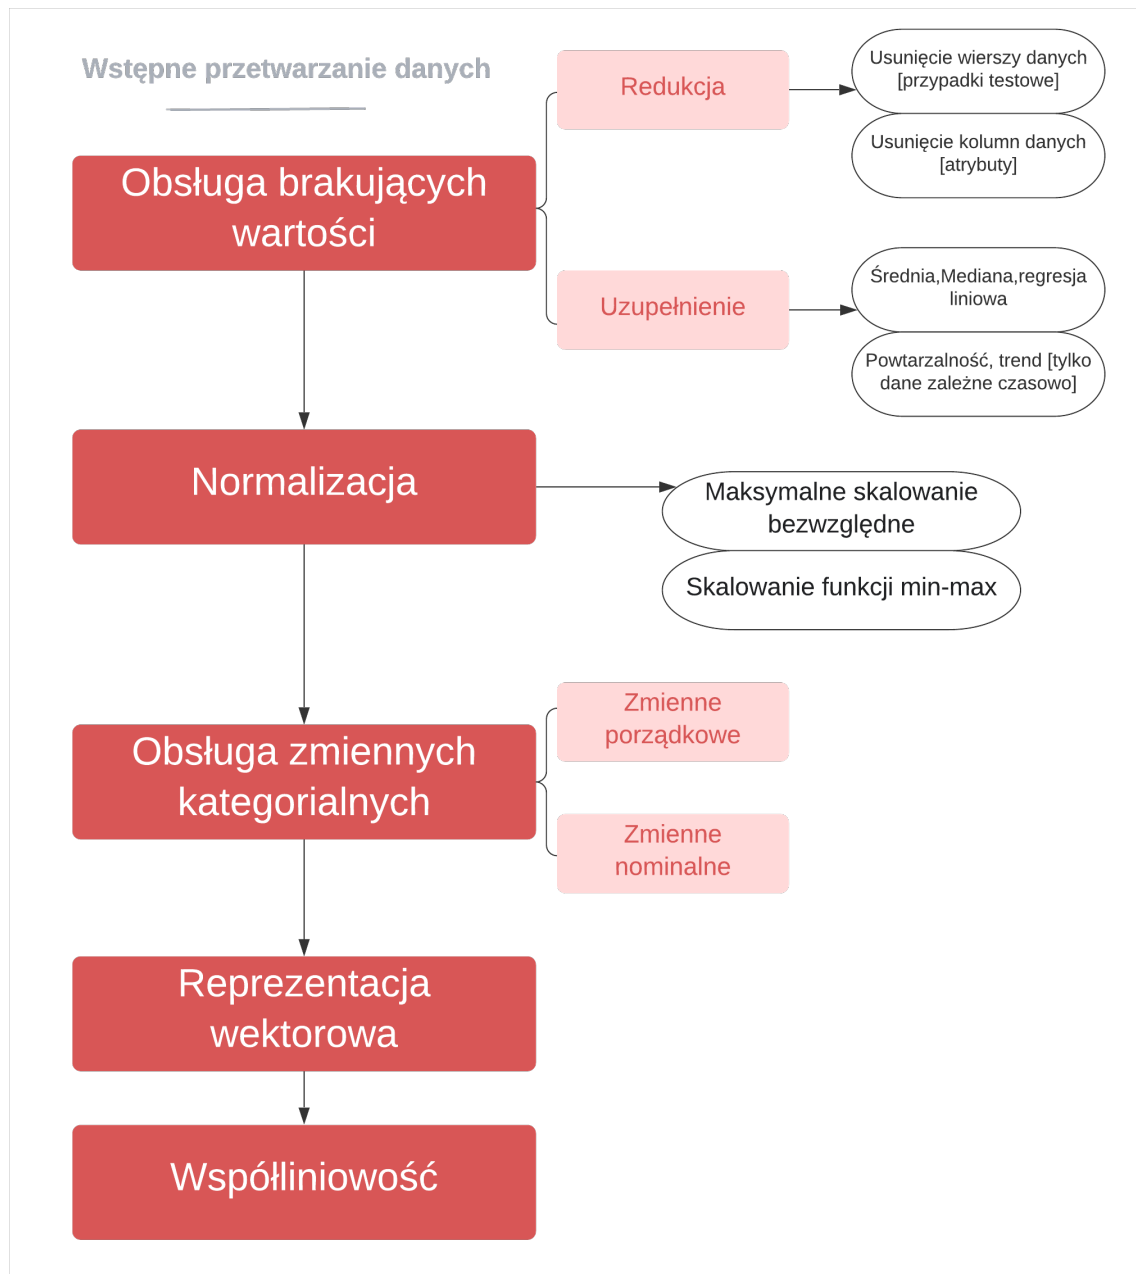 Wstępne przetwarzanie danych
Obsługa brakujących
wartości
Redukcja
Usunięcie wierszy danych
[przypadki testowe]
Usunięcie kolumn danych
[atrybuty]
Uzupełnienie
Średnia,Mediana,regresja
liniowa
Powtarzalność, trend [tylko
dane zależne czasowo]
Normalizacja
Maksymalne skalowanie
bezwzględne
Skalowanie funkcji min-max
Obsługa zmiennych
kategorialnych
Zmienne
porządkowe
Zmienne
nominalne
Reprezentacja
wektorowa
Współliniowość